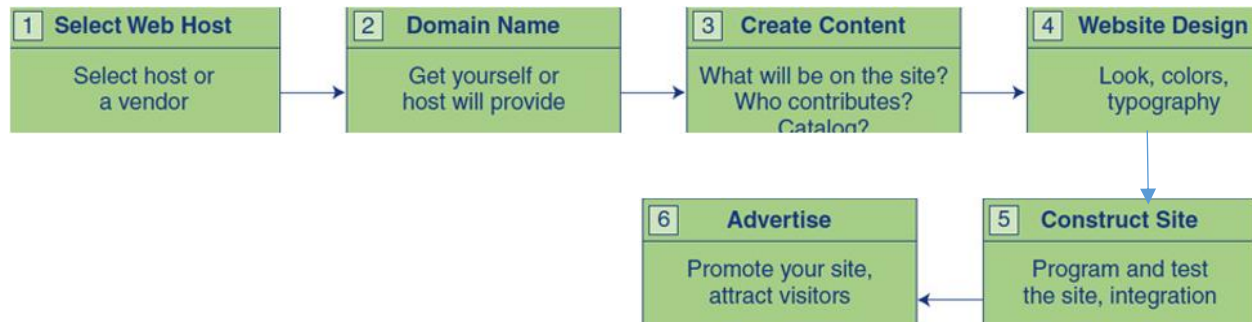 1 Select Web Host
Select host or
a vendor
2 Domain Name
Get yourself or
host will provide
3 Create Content
What will be on the site?
Who contributes?
Catalog?
4 Website Design
Look, colors,
typography
5 Construct Site
Program and test
the site, integration
6 Advertise
Promote your site,
attract visitors